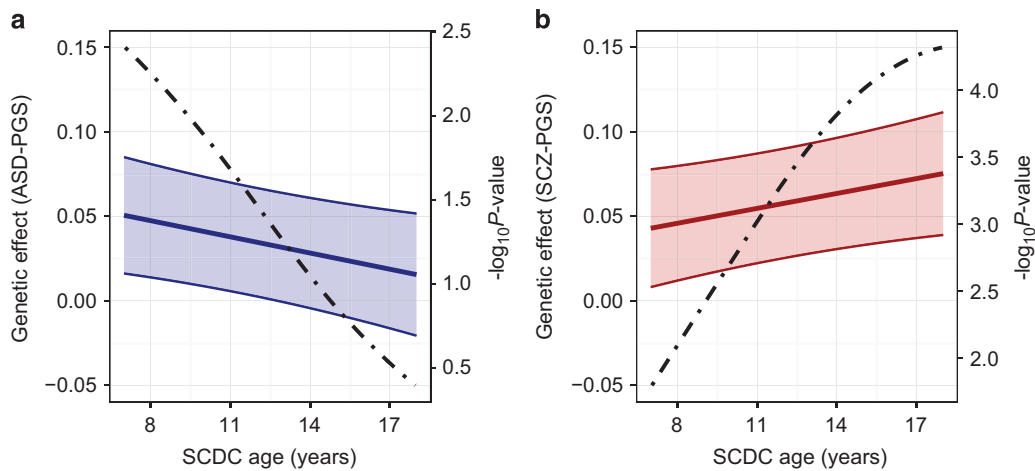 a
Genetic effect (ASD-PGS)
0.15
0.10
0.05
0.00
−0.05
8 11 14 17
SCDC age (years)
2.5
2.0
1.5
1.0
0.5
-log10P-value
b
Genetic effect (SCZ-PGS)
0.15
0.10
0.05
0.00
−0.05
8 11 14 17
SCDC age (years)
4.0
3.5
3.0
2.5
2.0
-log10P-value